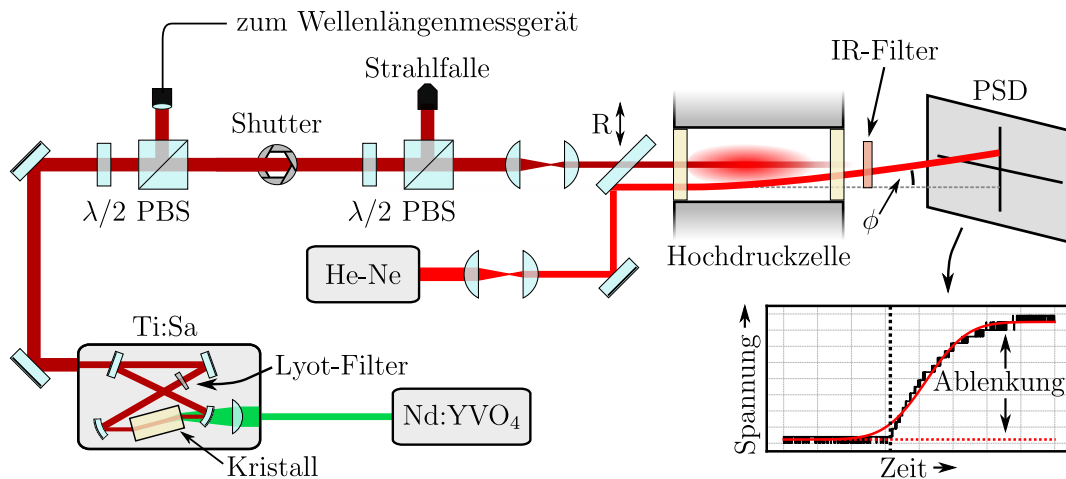 zum Wellenlängenmessgerät
Strahlfalle
IR-Filter
PSD
Shutter
R
λ/2 PBS
λ/2 PBS
ϕ
Hochdruckzelle
He-Ne
Ti:Sa
Lyot-Filter
Nd:YVO₄
Kristall
Spannung
Ablenkung
Zeit